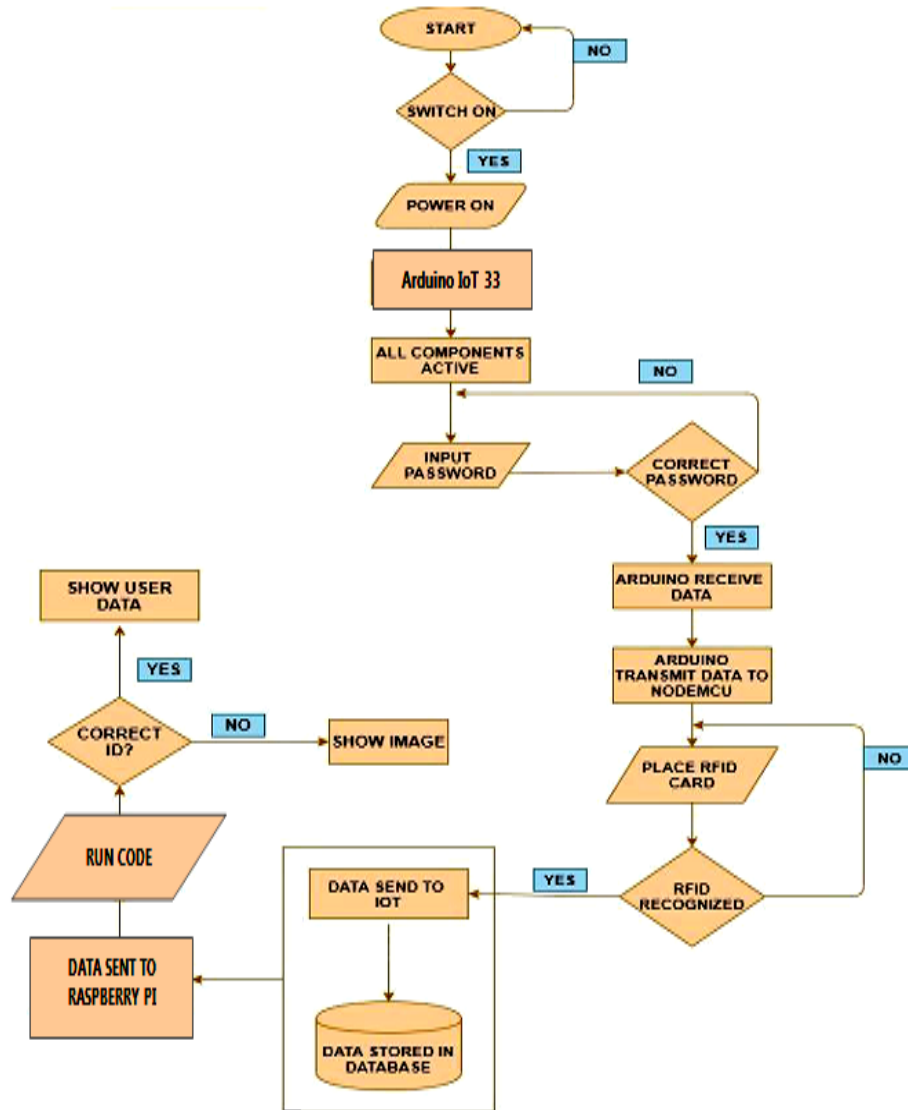 START
NO
SWITCH ON
YES
POWER ON
Arduino IoT 33
ALL COMPONENTS
ACTIVE
NO
INPUT
PASSWORD
CORRECT
PASSWORD
YES
ARDUINO RECEIVE
DATA
ARDUINO
TRANSMIT DATA TO
NODEMCU
PLACE RFID
CARD
NO
RFID
RECOGNIZED
YES
DATA SEND TO
IOT
DATA STORED IN
DATABASE
DATA SENT TO
RASPBERRY PI
RUN CODE
CORRECT
ID?
NO
SHOW IMAGE
YES
SHOW USER
DATA